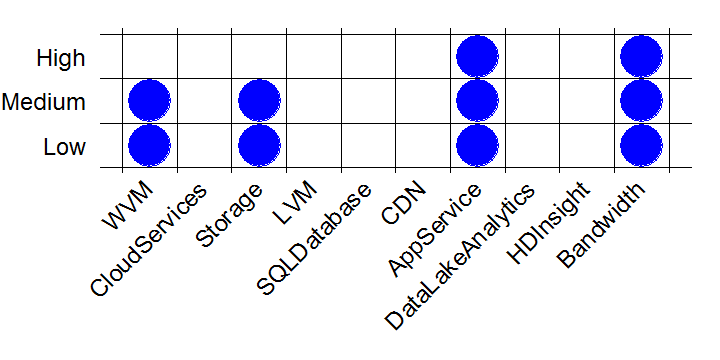 High
Medium
Low
WVM
CloudServices
Storage
LVM
SQLDatabase
CDN
AppService
DataLakeAnalytics
HDInsight
Bandwidth